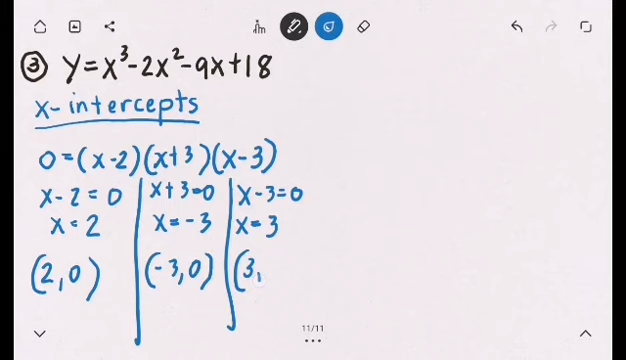 ③ y=x³-2x²-9x+18
x-intercepts
0=(x-2)(x+3)(x-3)
x-2=0 x+3=0 x-3=0
x=2 x=-3 x=3
(2,0) (-3,0) (3,
11/11